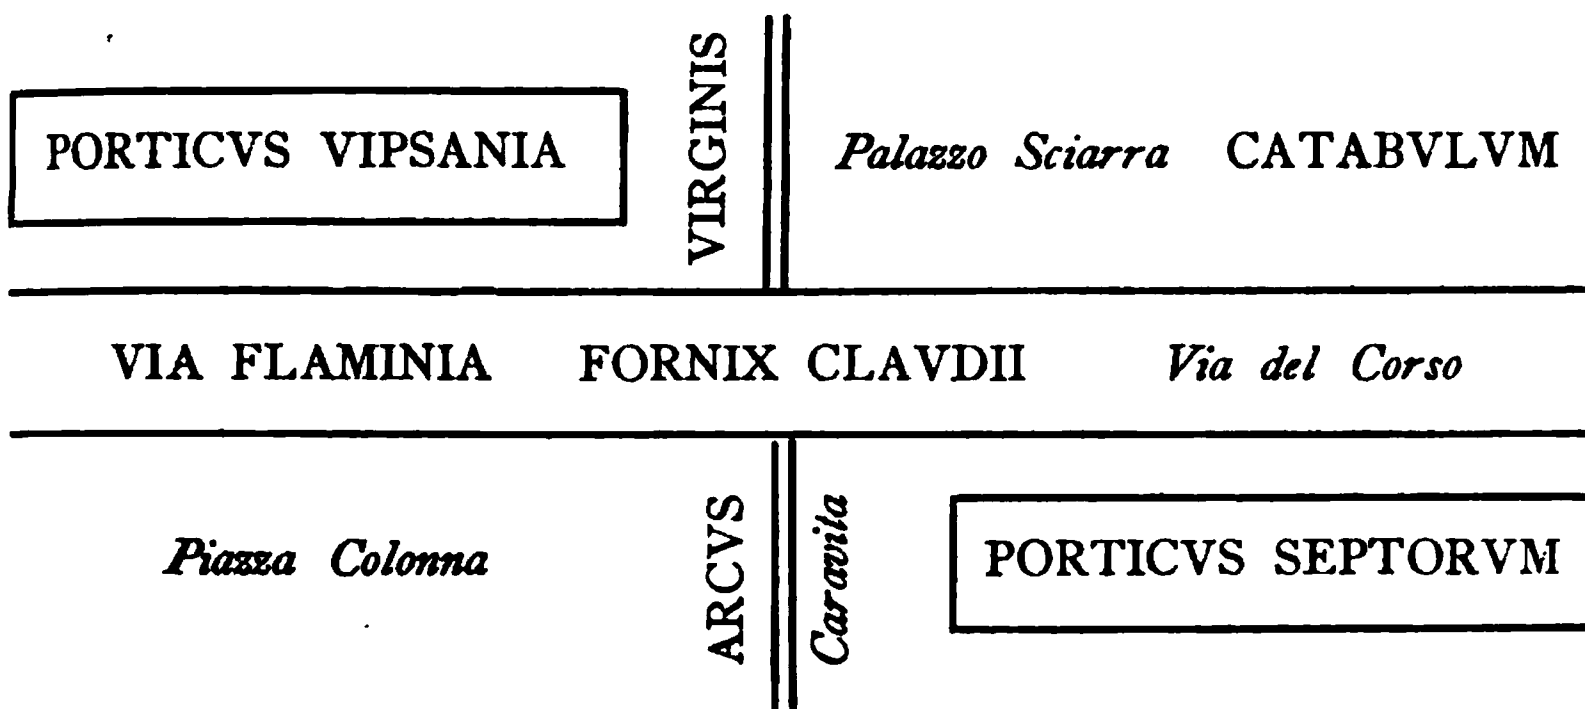 PORTICVS VIPSANIA
VIRGINIS
Palazzo Sciarra CATABVLVM
VIA FLAMINIA FORNIX CLAVDII Via del Corso
Piazza Colonna
ARCVS
Caravita
PORTICVS SEPTORVM